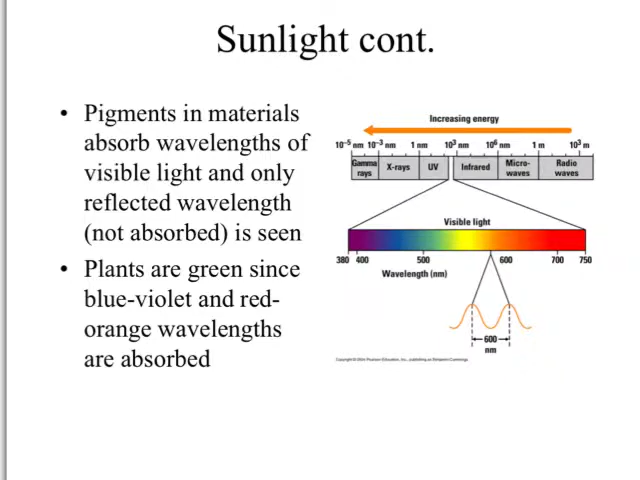 Sunlight cont.
• Pigments in materials
absorb wavelengths of
visible light and only
reflected wavelength
(not absorbed) is seen
• Plants are green since
blue-violet and red-
orange wavelengths
are absorbed
Increasing energy
10⁻⁵ nm 10⁻³ nm 1 nm 10³ nm 10⁶ nm 1 m 10³ m
Gamma rays X-rays UV Infrared Micro-waves Radio waves
Visible light
380 400 500 600 700 750
Wavelength (nm)
600
nm
Copyright © 2004 Pearson Education, Inc., publishing as Benjamin Cummings.